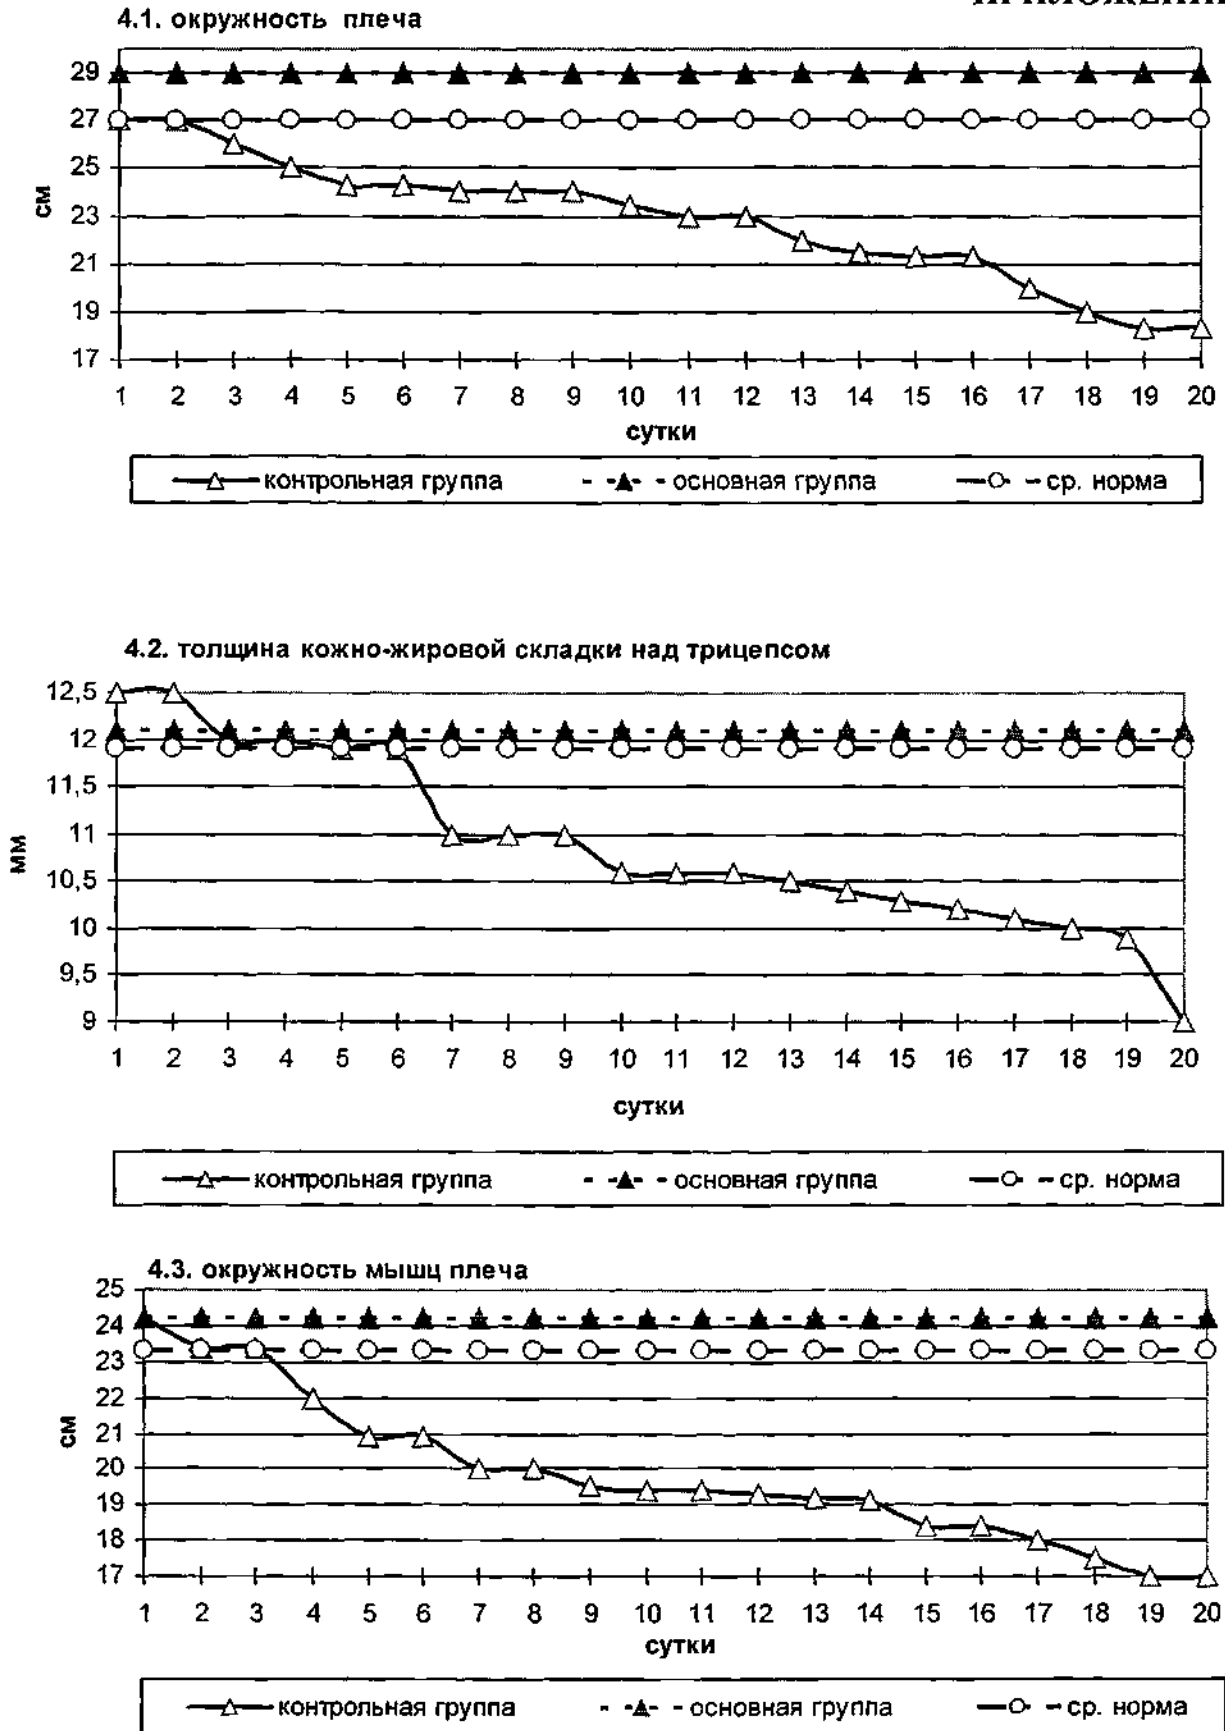 4.1. окружность плеча
29
27
25
23
21
19
17
см
1 2 3 4 5 6 7 8 9 10 11 12 13 14 15 16 17 18 19 20
сутки
контрольная группа основная группа ср. норма
4.2. толщина кожно-жировой складки над трицепсом
12,5
12
11,5
11
10,5
10
9,5
9
мм
1 2 3 4 5 6 7 8 9 10 11 12 13 14 15 16 17 18 19 20
сутки
контрольная группа основная группа ср. норма
4.3. окружность мышц плеча
25
24
23
22
21
20
19
18
17
см
1 2 3 4 5 6 7 8 9 10 11 12 13 14 15 16 17 18 19 20
сутки
контрольная группа основная группа ср. норма